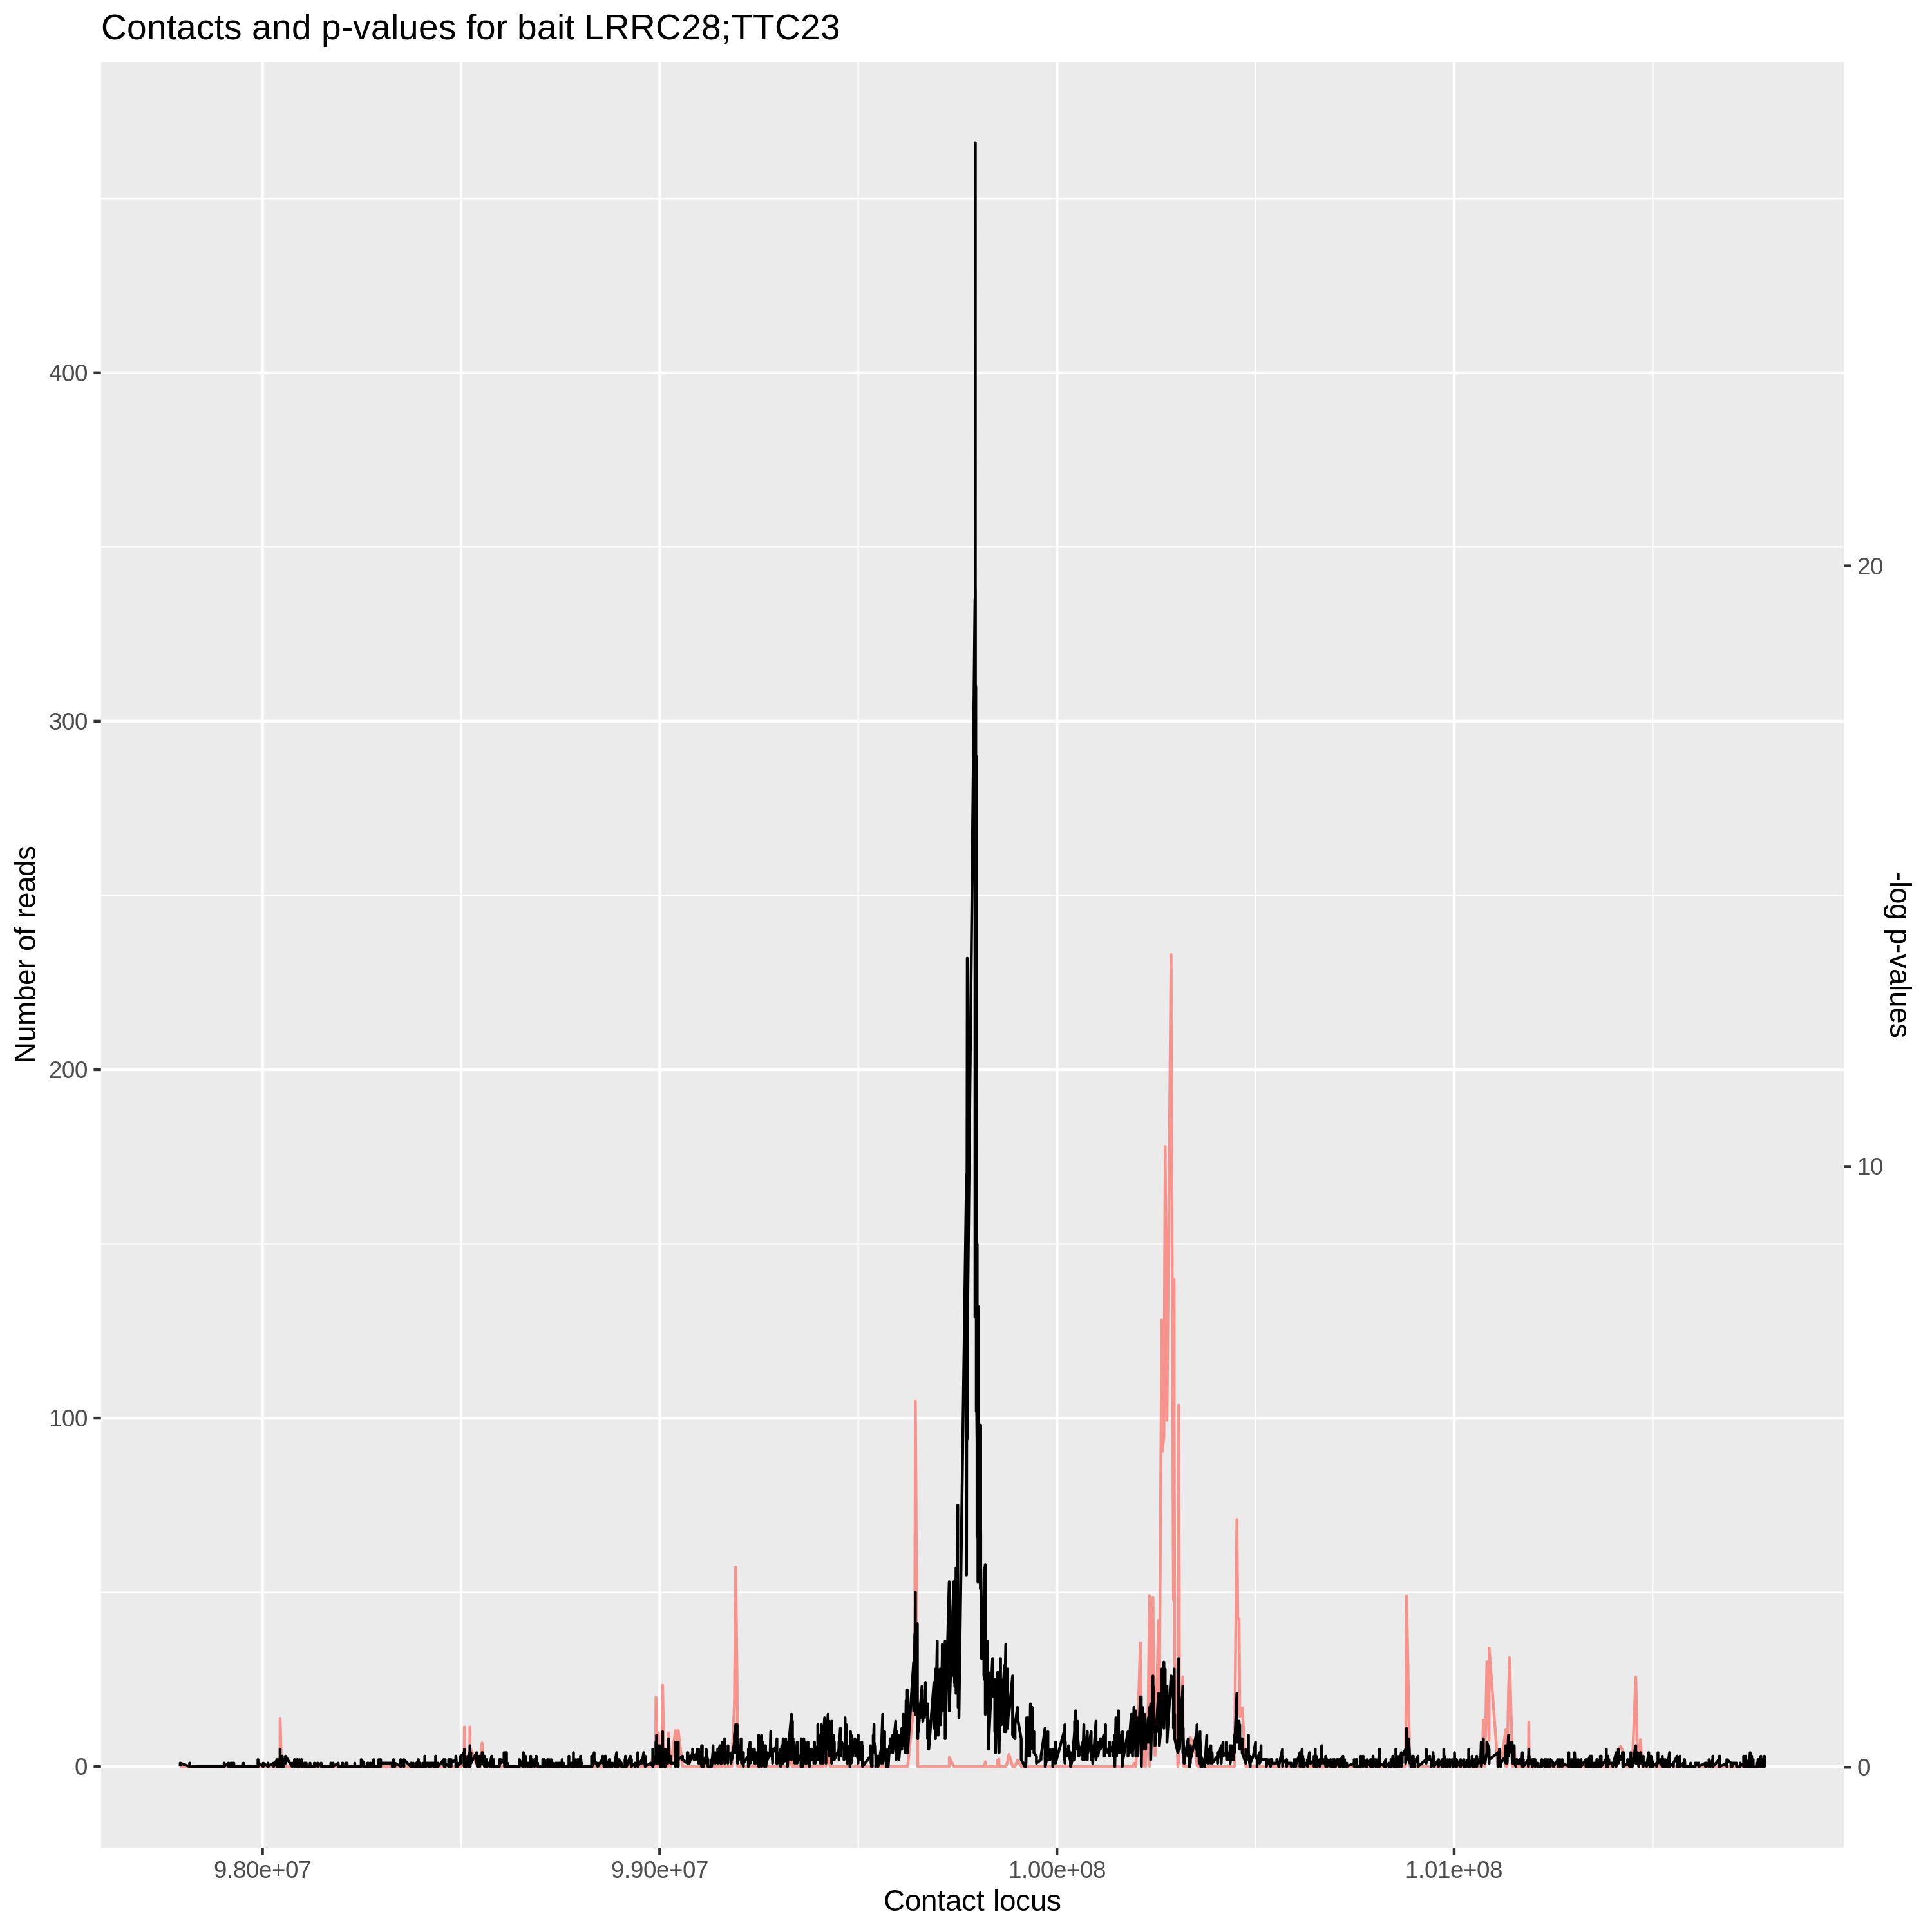 Contacts and p-values for bait LRRC28;TTC23
400
300
200
100
0
Number of reads
20
10
0
-log p-values
9.80e+07
9.90e+07
1.00e+08
1.01e+08
Contact locus